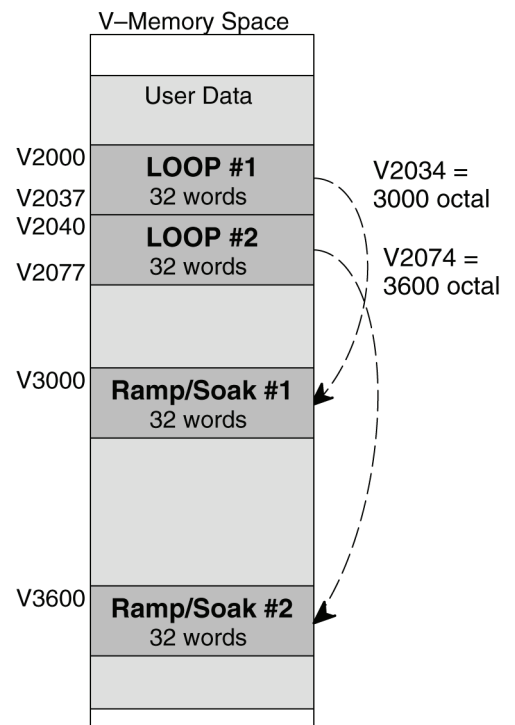 V–Memory Space
User Data
V2000
LOOP #1
V2037
32 words
V2040
LOOP #2
V2077
32 words
V2034 =
3000 octal
V2074 =
3600 octal
V3000
Ramp/Soak #1
32 words
V3600
Ramp/Soak #2
32 words